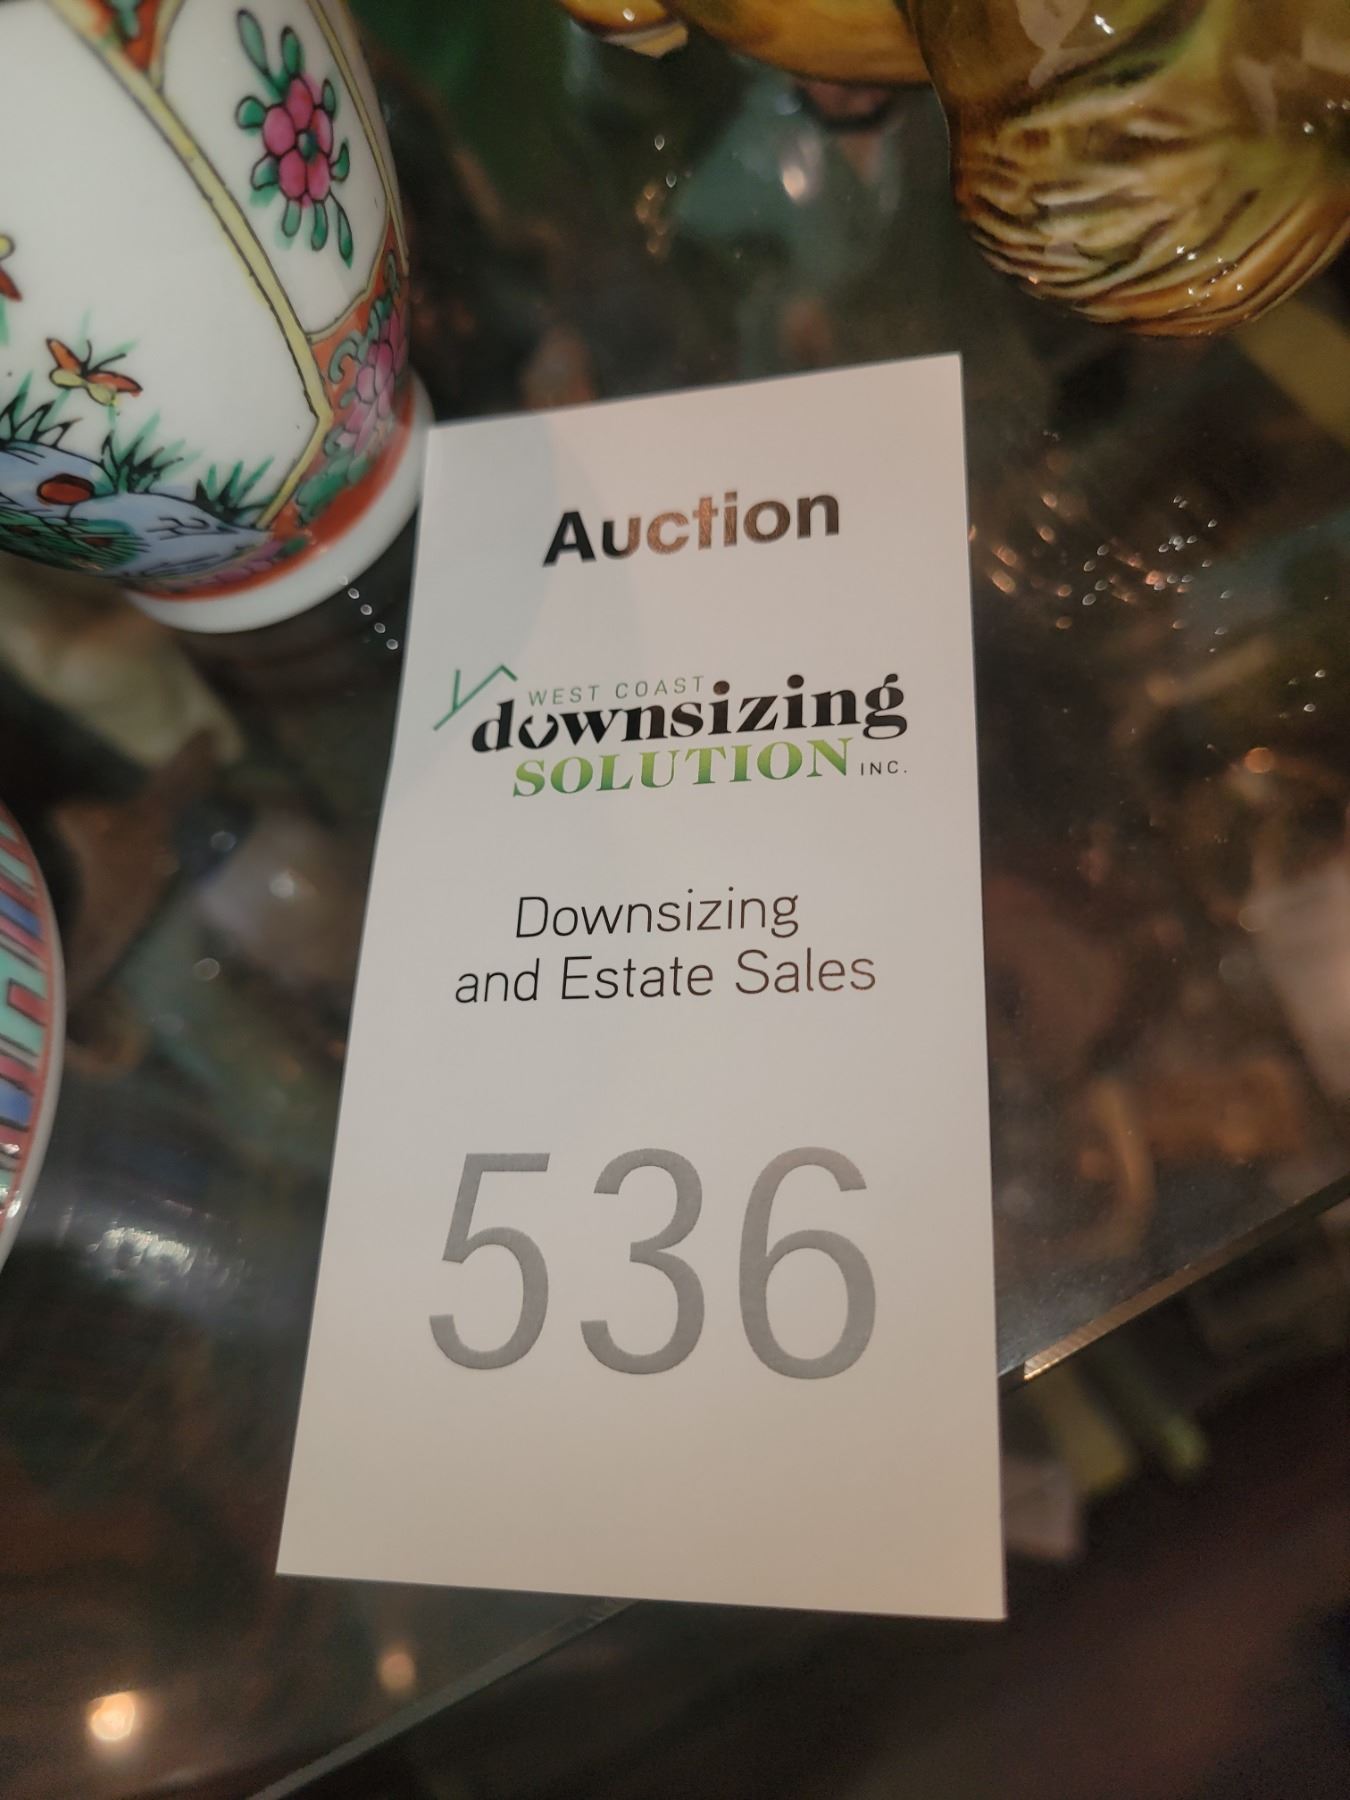 Auction
WEST COAST
downsizing
SOLUTION INC.
Downsizing
and Estate Sales
536